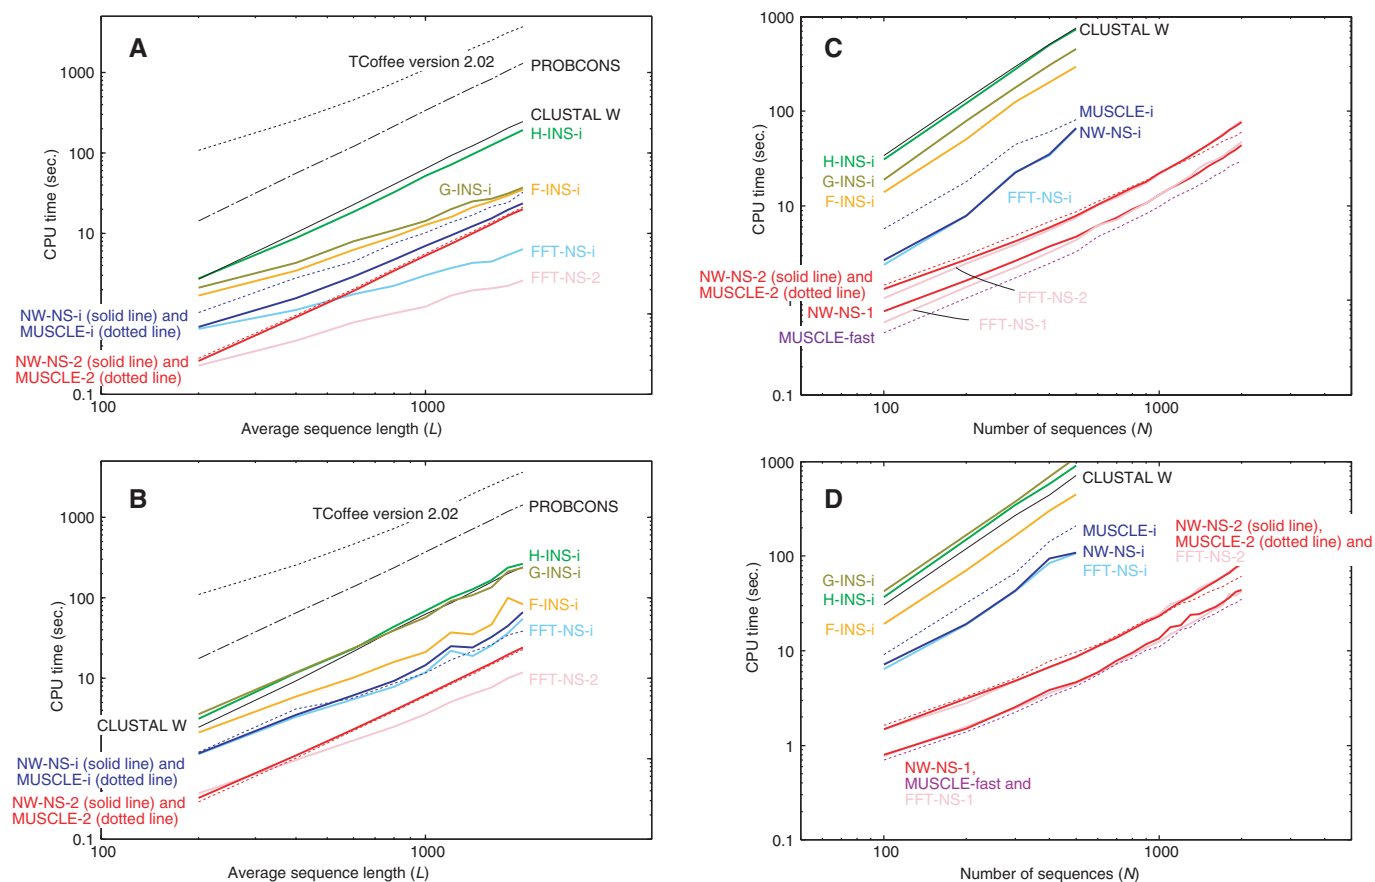 A
1000
100
10
0.1
100
1000
CPU time (sec.)
Average sequence length (L)
TCoffee version 2.02
PROBCONS
CLUSTAL W
H-INS-i
G-INS-i
F-INS-i
FFT-NS-i
FFT-NS-2
NW-NS-i (solid line) and
MUSCLE-i (dotted line)
NW-NS-2 (solid line) and
MUSCLE-2 (dotted line)
C
1000
100
10
1
0.1
100
1000
CPU time (sec.)
Number of sequences (N)
CLUSTAL W
MUSCLE-i
NW-NS-i
H-INS-i
G-INS-i
F-INS-i
FFT-NS-i
NW-NS-2 (solid line) and
MUSCLE-2 (dotted line)
FFT-NS-2
NW-NS-1
FFT-NS-1
MUSCLE-fast
B
1000
100
10
0.1
100
1000
CPU time (sec.)
Average sequence length (L)
TCoffee version 2.02
PROBCONS
H-INS-i
G-INS-i
F-INS-i
FFT-NS-i
FFT-NS-2
CLUSTAL W
NW-NS-i (solid line) and
MUSCLE-i (dotted line)
NW-NS-2 (solid line) and
MUSCLE-2 (dotted line)
D
1000
100
10
1
0.1
100
1000
CPU time (sec.)
Number of sequences (N)
CLUSTAL W
MUSCLE-i
NW-NS-i
FFT-NS-i
NW-NS-2 (solid line),
MUSCLE-2 (dotted line) and
FFT-NS-2
G-INS-i
H-INS-i
F-INS-i
NW-NS-1,
MUSCLE-fast and
FFT-NS-1